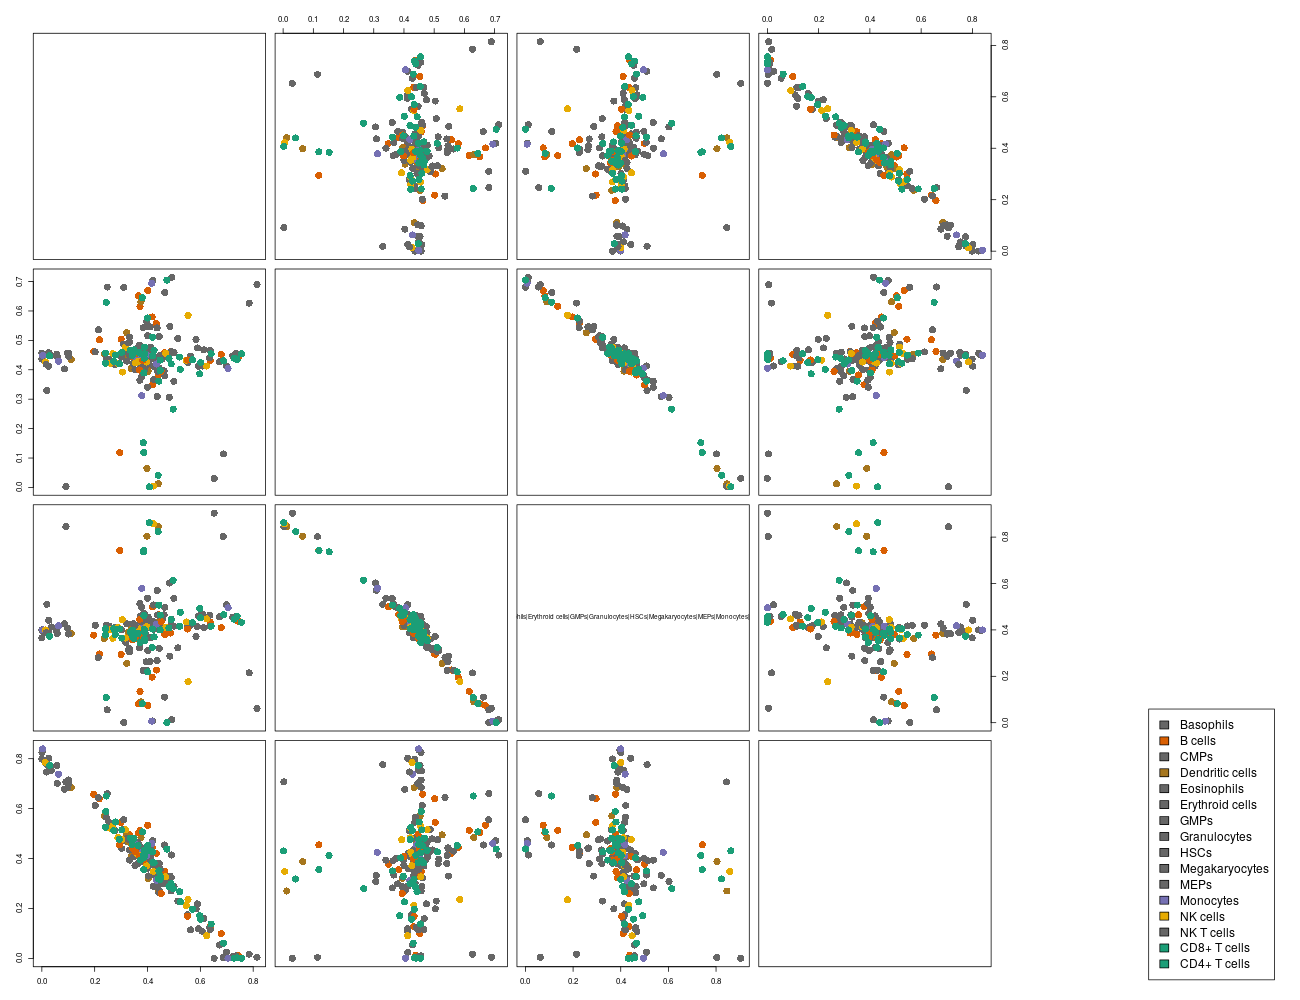 0.0 0.1 0.2 0.3 0.4 0.5 0.6 0.7
0.0 0.2 0.4 0.6 0.8
0.0 0.2 0.4 0.6 0.8
0.0 0.1 0.2 0.3 0.4 0.5 0.6 0.7
ils|Erythroid cells|GMPs|Granulocytes|HSCs|Megakaryocytes|MEPs|Monocytes|
0.0 0.2 0.4 0.6 0.8
0.0 0.2 0.4 0.6 0.8
0.0 0.2 0.4 0.6 0.8
0.0 0.2 0.4 0.6 0.8
Basophils
B cells
CMPs
Dendritic cells
Eosinophils
Erythroid cells
GMPs
Granulocytes
HSCs
Megakaryocytes
MEPs
Monocytes
NK cells
NK T cells
CD8+ T cells
CD4+ T cells